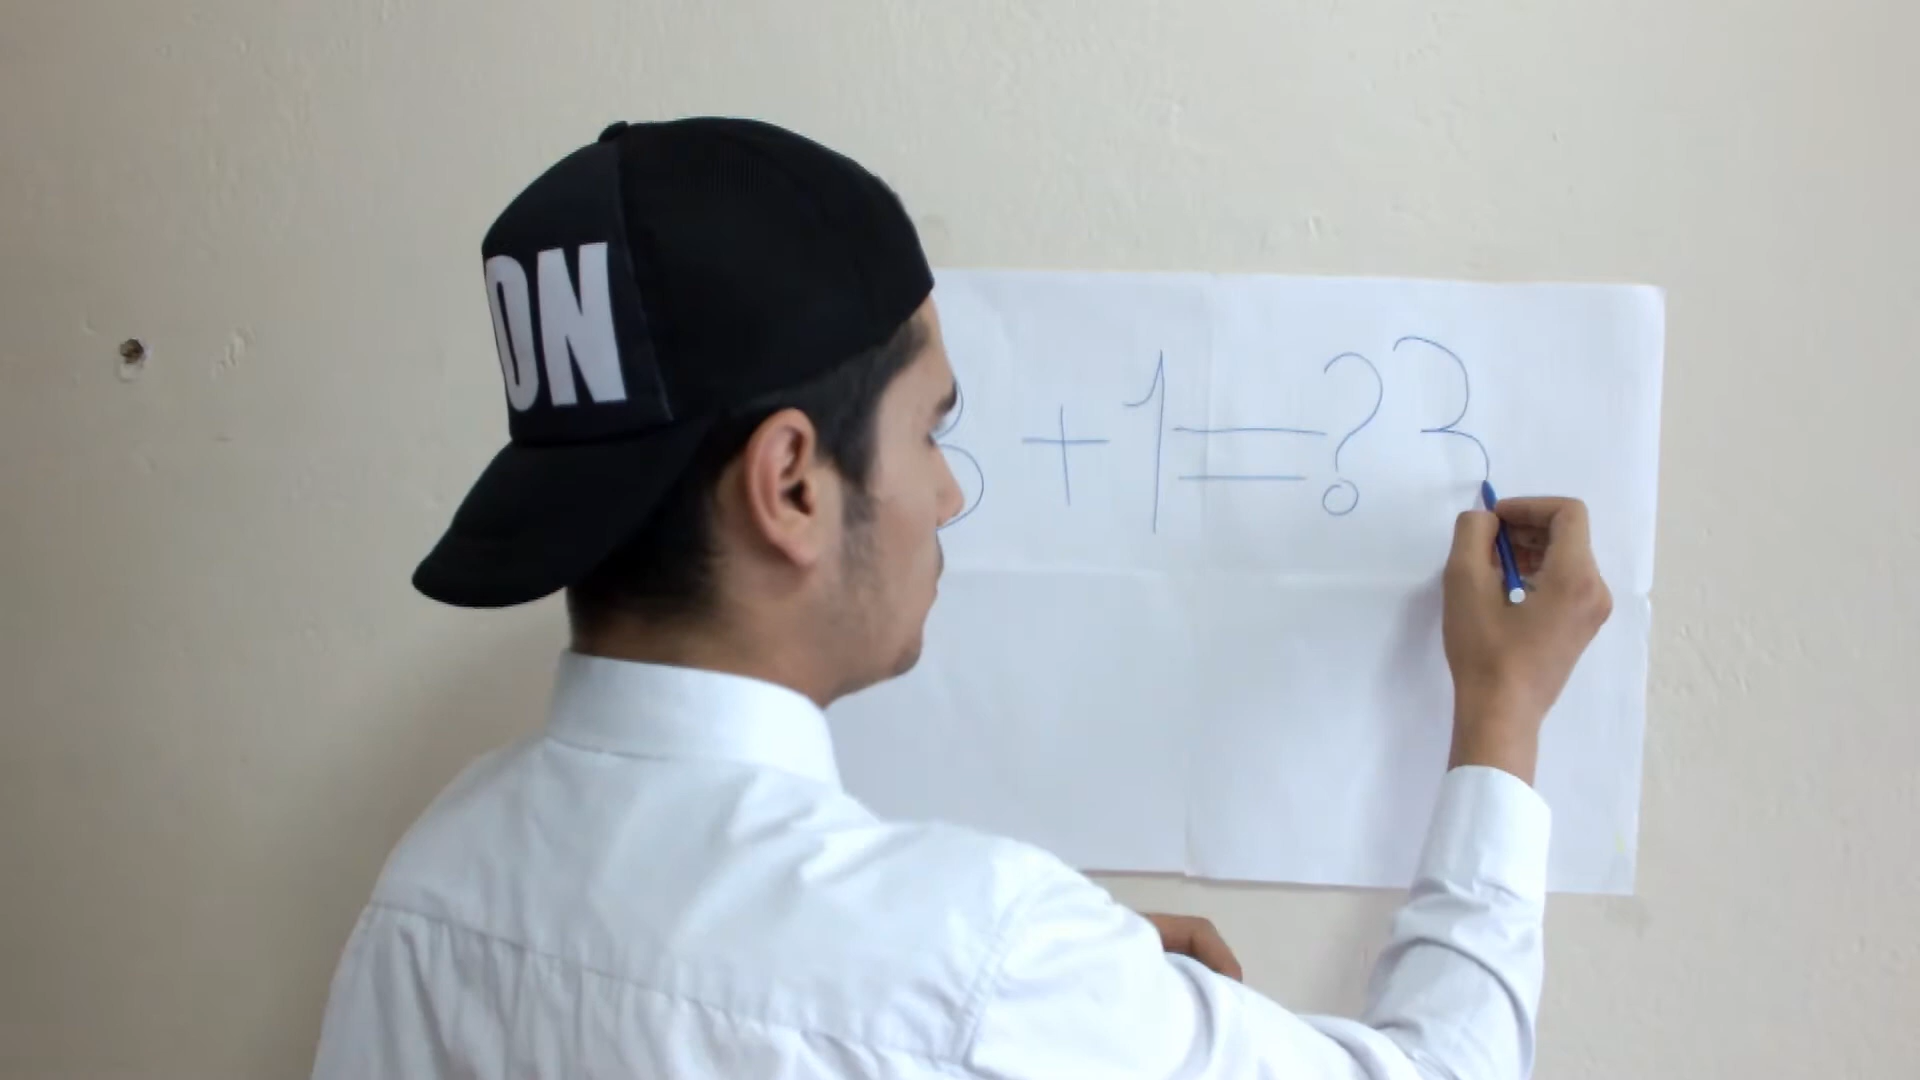 ON
3 + 1 = ? 3